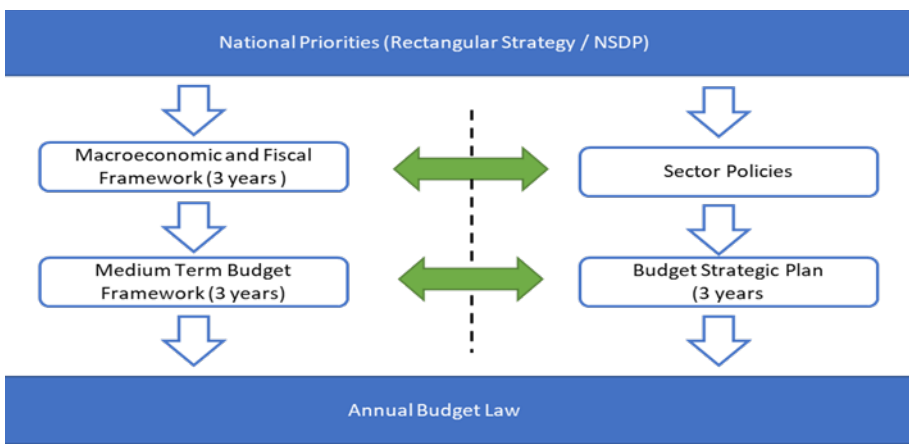 National Priorities (Rectangular Strategy / NSDP)
Macroeconomic and Fiscal
Framework (3 years )
Sector Policies
Medium Term Budget
Framework (3 years)
Budget Strategic Plan
(3 years
Annual Budget Law